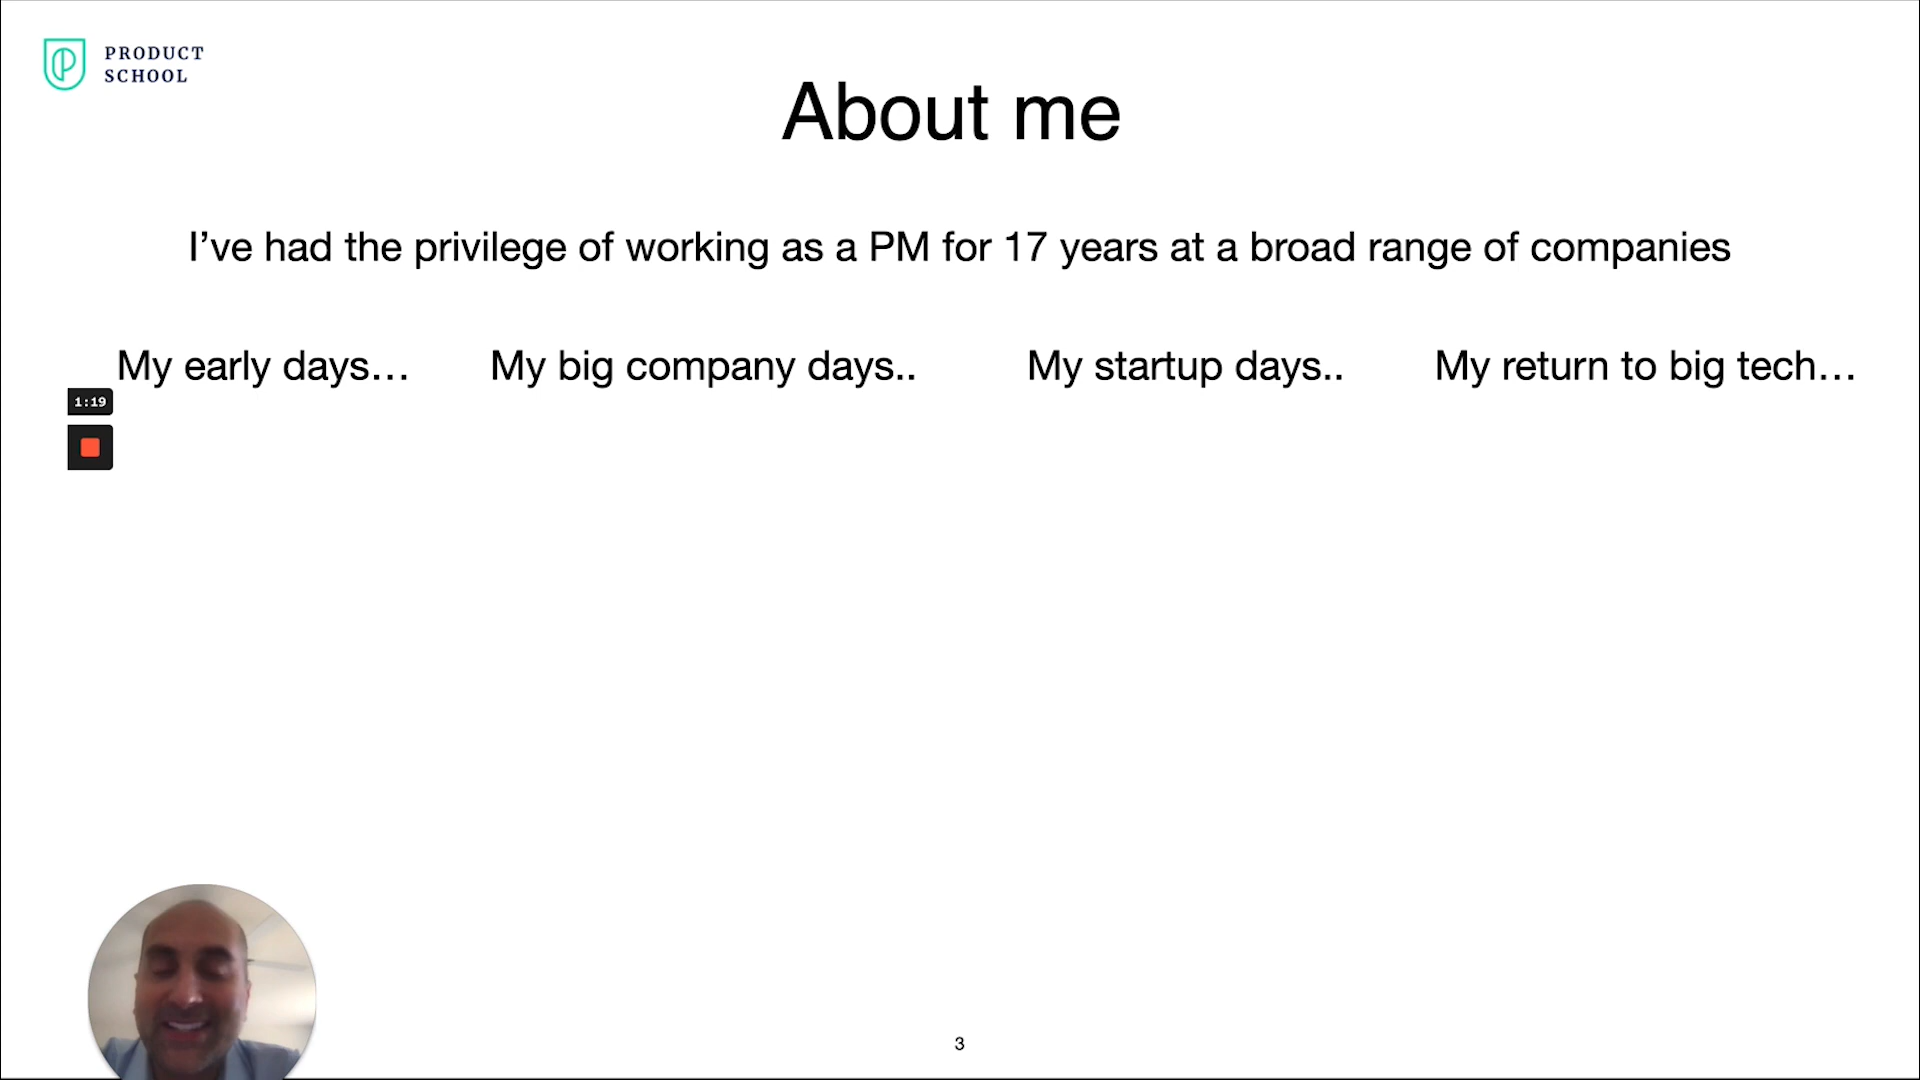 PRODUCT
SCHOOL
About me
I’ve had the privilege of working as a PM for 17 years at a broad range of companies
My early days… My big company days.. My startup days.. My return to big tech…
1:19
3